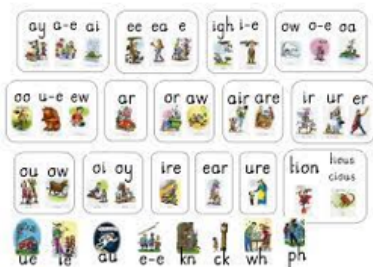 ay a-e ai ee ea e igh i-e ow o-e oa
oo u-e ew ar or aw air are ir ur er
ou ow oi oy ire ear ure tion tious cious
ue ie au e-e kn ck wh ph